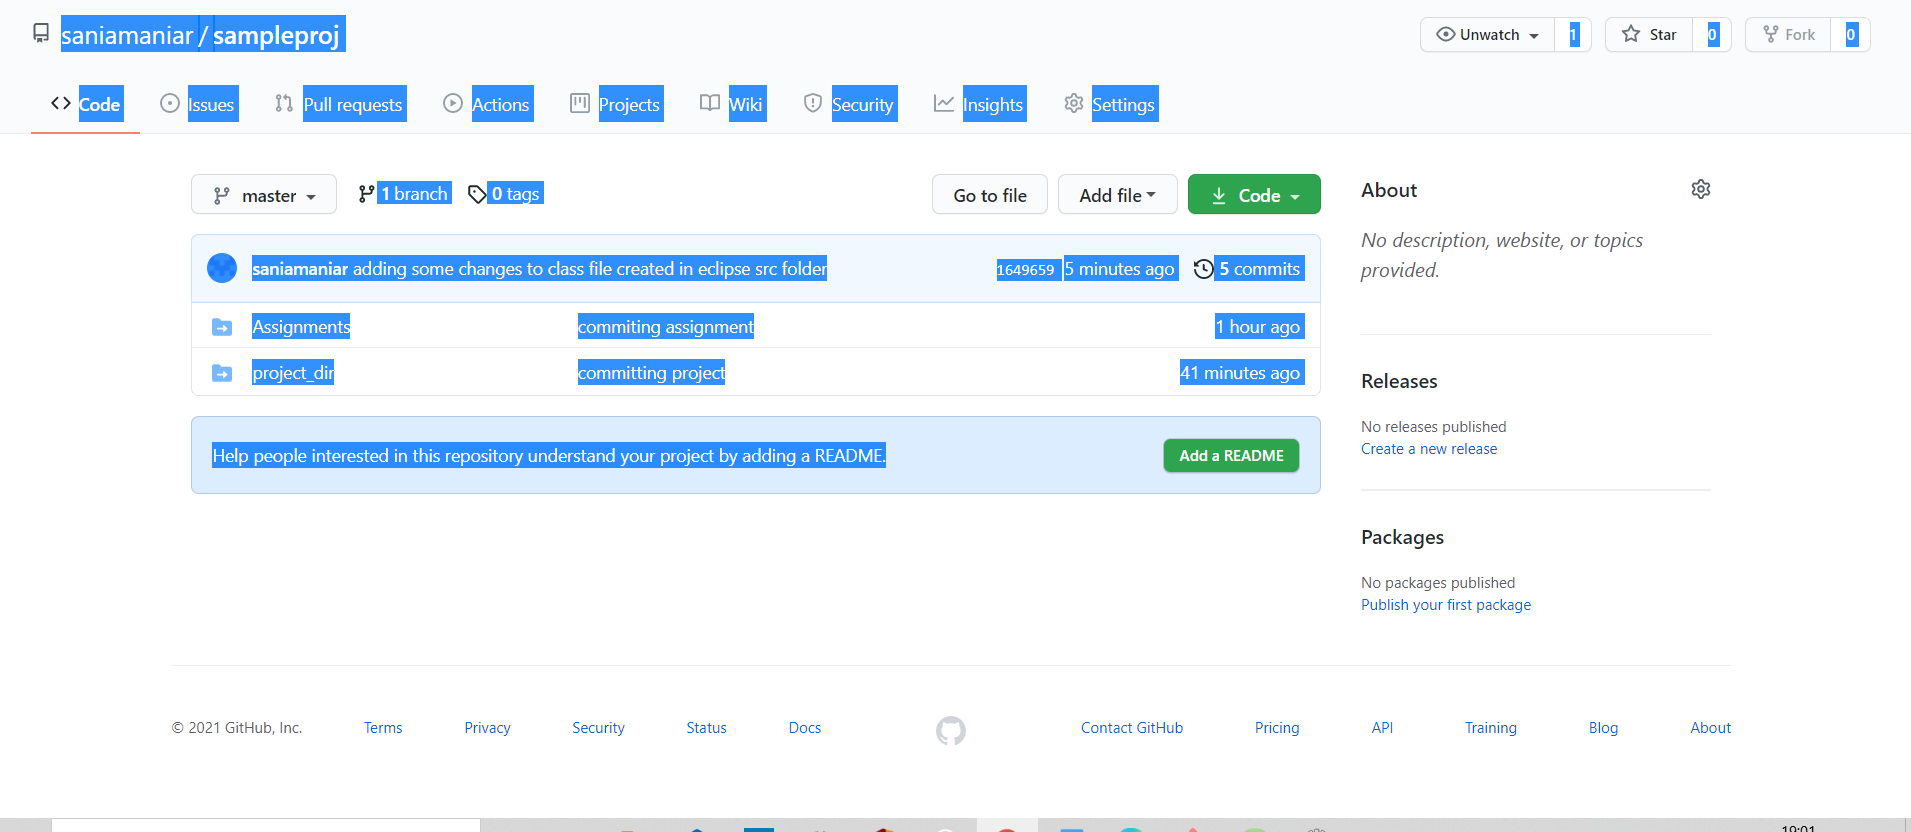 saniamaniar / sampleproj
Unwatch 1 Star 0 Fork 0
Code Issues Pull requests Actions Projects Wiki Security Insights Settings
master 1 branch 0 tags Go to file Add file Code
saniamaniar adding some changes to class file created in eclipse src folder 1649659 5 minutes ago 5 commits
Assignments commiting assignment 1 hour ago
project_dir committing project 41 minutes ago
Help people interested in this repository understand your project by adding a README. Add a README
About
No description, website, or topics
provided.
Releases
No releases published
Create a new release
Packages
No packages published
Publish your first package
© 2021 GitHub, Inc. Terms Privacy Security Status Docs Contact GitHub Pricing API Training Blog About
19:01